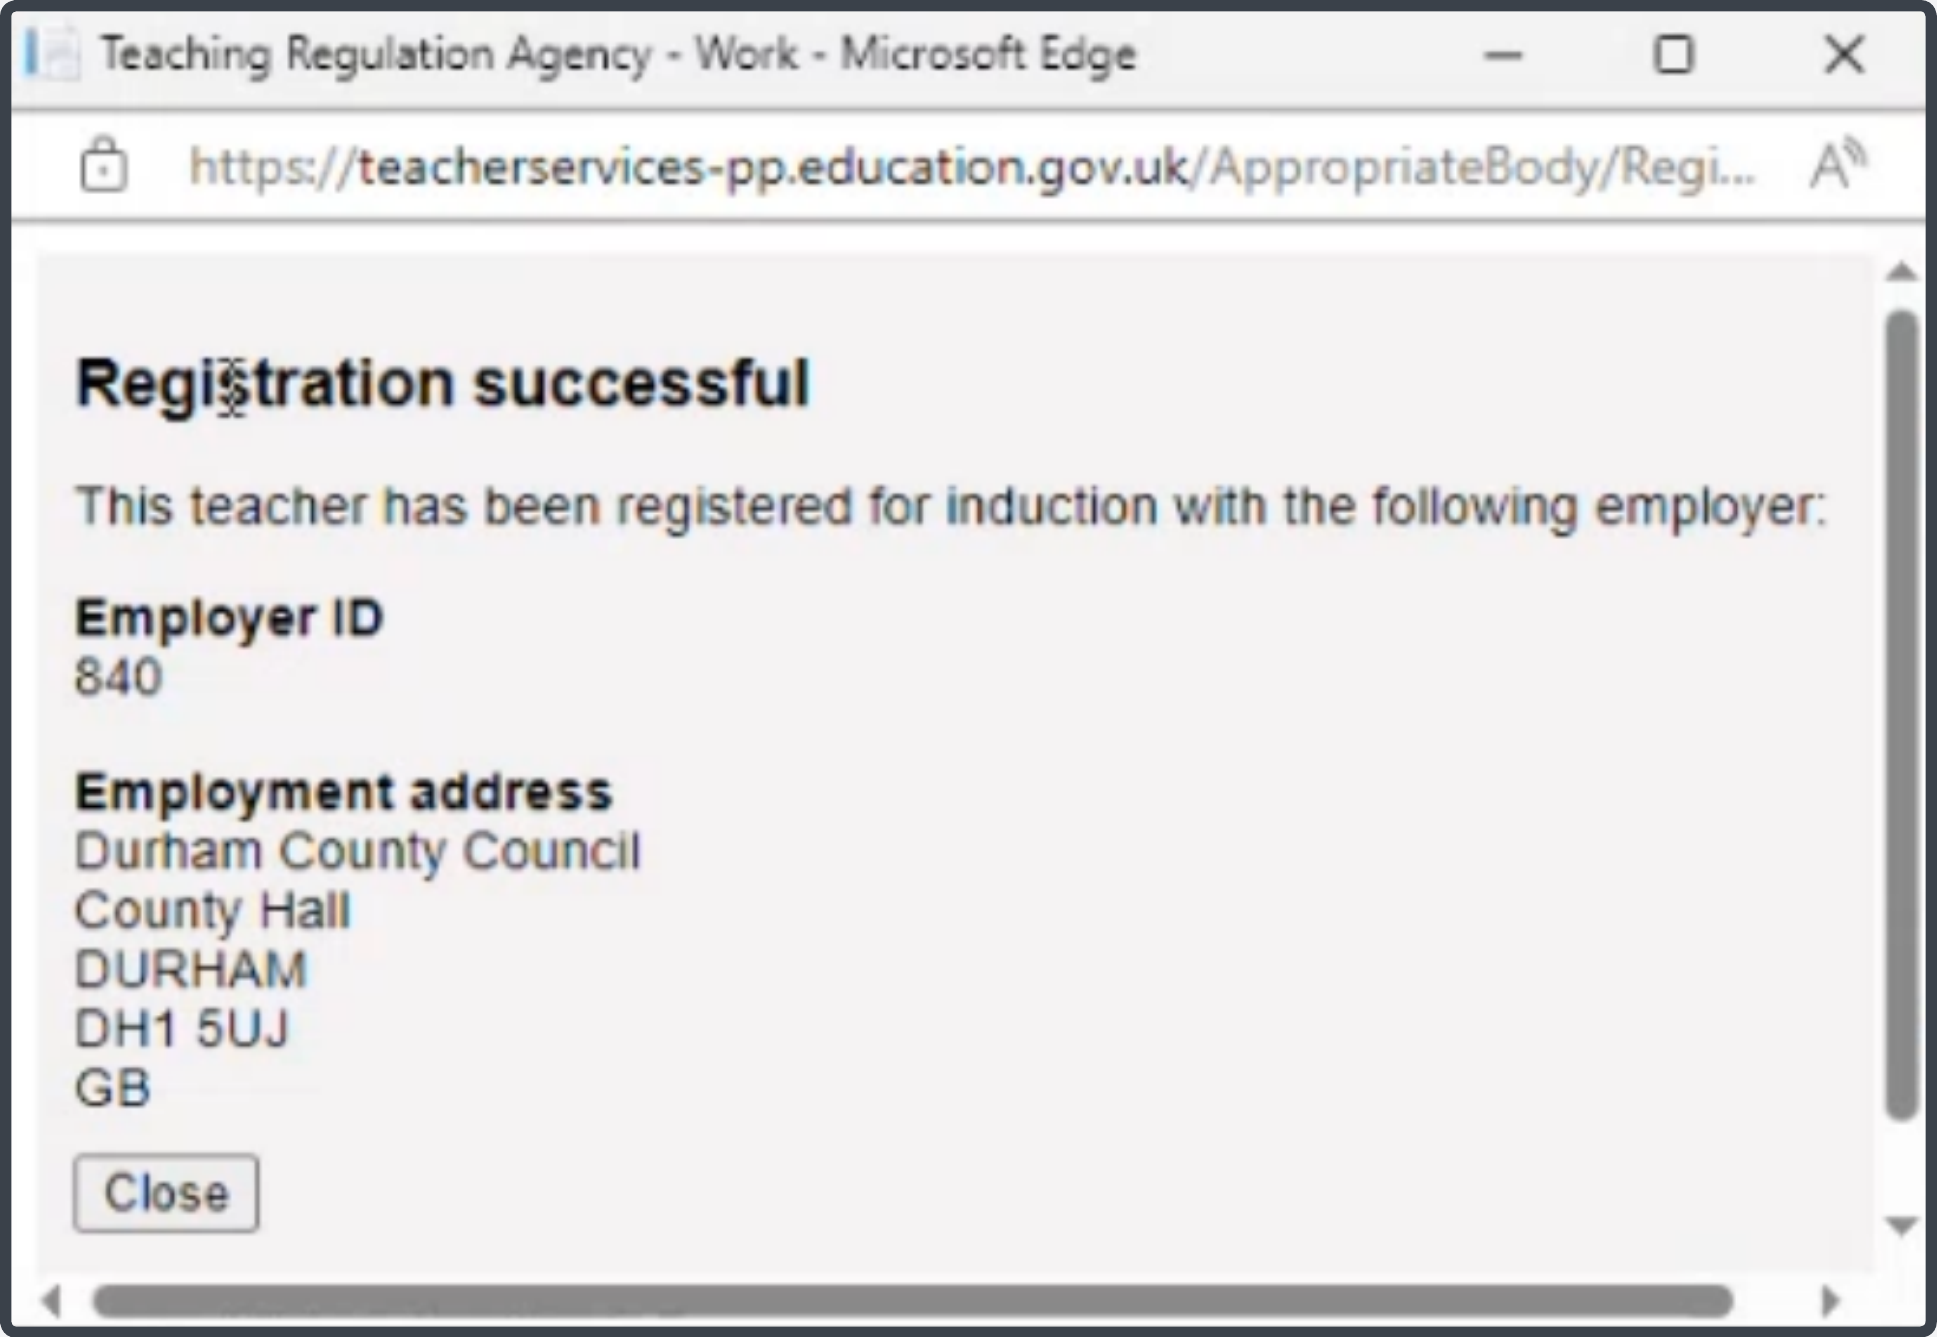 Teaching Regulation Agency - Work - Microsoft Edge
https://teacherservices-pp.education.gov.uk/AppropriateBody/Regi...
Registration successful
This teacher has been registered for induction with the following employer:
Employer ID
840
Employment address
Durham County Council
County Hall
DURHAM
DH1 5UJ
GB
Close